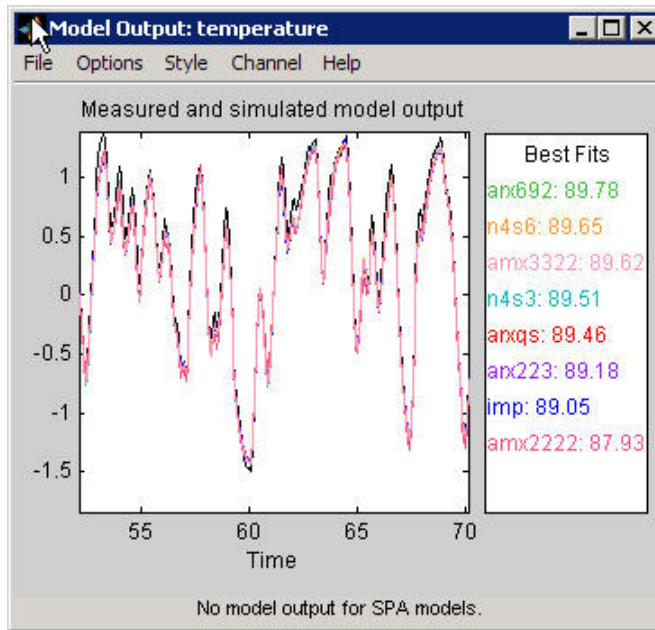 Model Output: temperature
File Options Style Channel Help
Measured and simulated model output
1
0.5
0
-0.5
-1
-1.5
55 60 65 70
Time
Best Fits
arx692: 89.78
n4s6: 89.65
amx3322: 89.62
n4s3: 89.51
arxqs: 89.46
arx223: 89.18
imp: 89.05
amx2222: 87.93
No model output for SPA models.